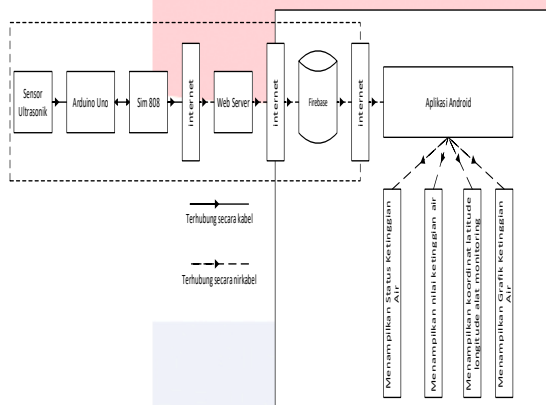 Sensor
Ultrasonik
Arduino Uno
Sim 808
internet
Web Server
internet
Firebase
internet
Aplikasi Android
Terhubung secara kabel
Terhubung secara nirkabel
Menampilkan Status Ketinggian
Air
Menampilkan nilai ketinggian air
Menampilkan koordinat latitude
longitude alat monitoring
Menampilkan Grafik Ketinggian
Air